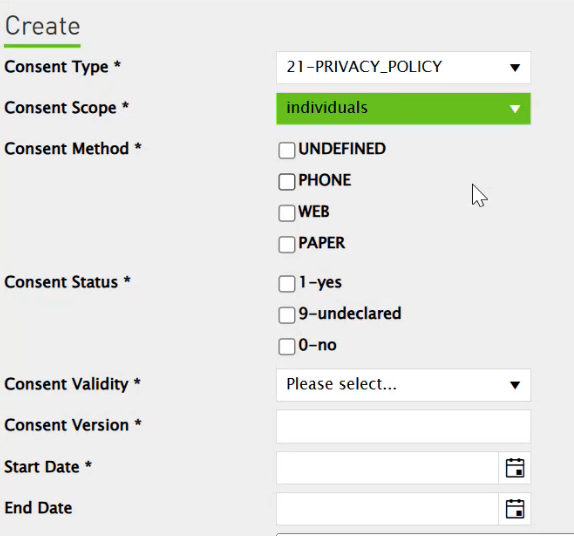 Create
Consent Type * 21-PRIVACY_POLICY
Consent Scope * individuals
Consent Method * UNDEFINED
PHONE
WEB
PAPER
Consent Status * 1-yes
9-undeclared
0-no
Consent Validity * Please select...
Consent Version *
Start Date *
End Date